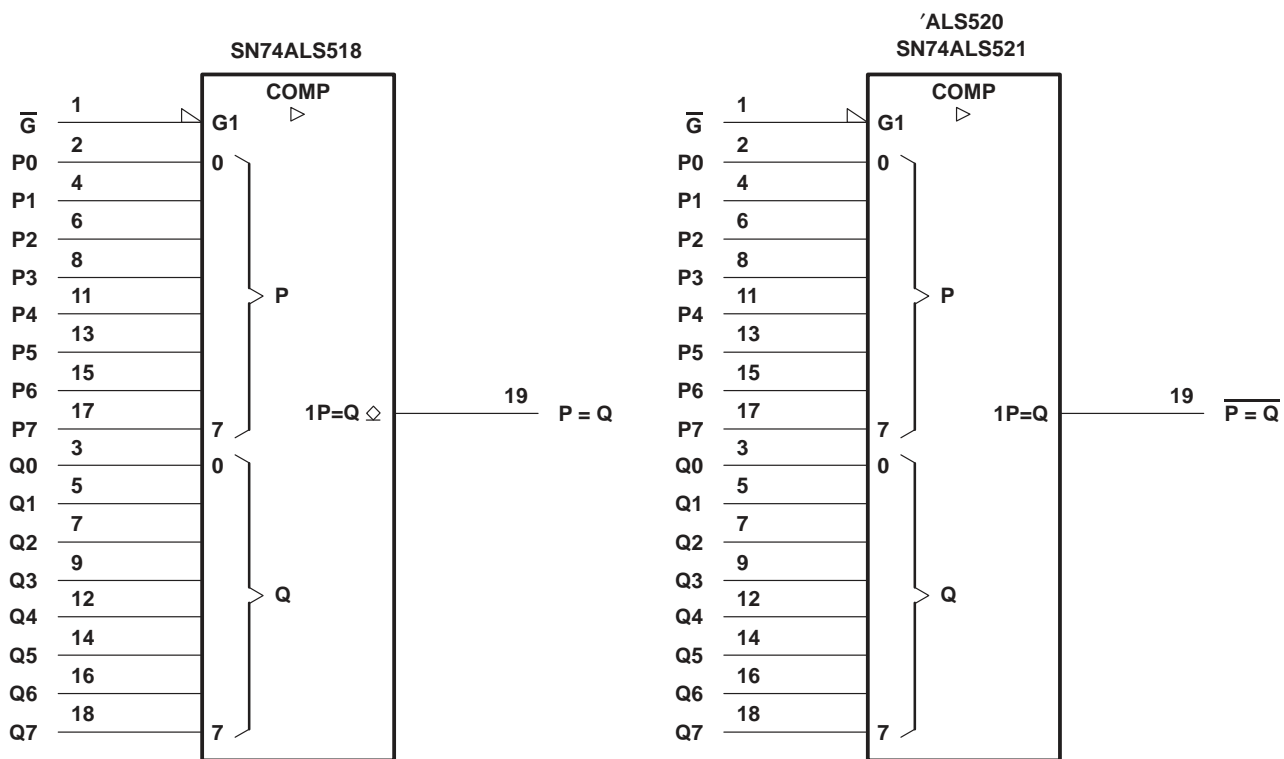 SN74ALS518
COMP
1
G̅
G1
2
P0
0
4
P1
6
P2
8
P3
11
P4
P
13
P5
15
P6
17
P7
7
1P=Q
19
P = Q
3
Q0
0
5
Q1
7
Q2
9
Q3
12
Q4
Q
14
Q5
16
Q6
18
Q7
7
′ALS520
SN74ALS521
COMP
1
G̅
G1
2
P0
0
4
P1
6
P2
8
P3
11
P4
P
13
P5
15
P6
17
P7
7
1P=Q
19
P̅ ̅=̅ ̅Q̅
3
Q0
0
5
Q1
7
Q2
9
Q3
12
Q4
Q
14
Q5
16
Q6
18
Q7
7